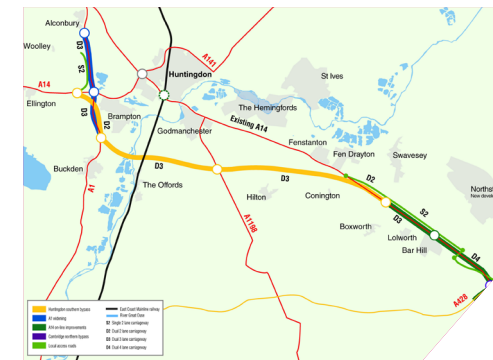 Alconbury
Woolley
D3
S2
A141
A14
Huntingdon
St Ives
Ellington
D3
D2
Brampton
The Hemingfords
Existing A14
Godmanchester
Fenstanton
Fen Drayton
Swavesey
Buckden
D3
D2
A1
The Offords
D3
Hilton
Conington
S2
D3
A1198
Boxworth
Lolworth
Bar Hill
D4
A428
Huntingdon southern bypass
A1 widening
A14 on-line improvements
Cambridge northern bypass
Local access roads
East Coast Mainline railway
River Great Ouse
S2 Single 2 lane carriageway
D2 Dual 2 lane carriageway
D3 Dual 3 lane carriageway
D4 Dual 4 lane carriageway